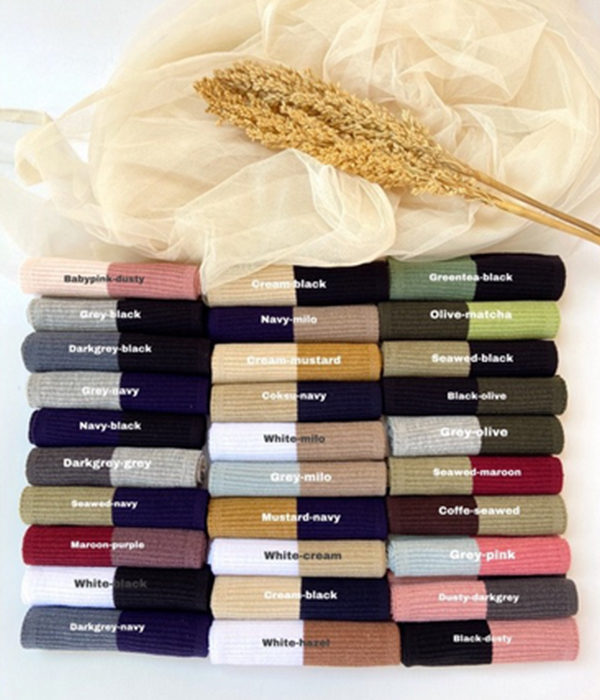 Babypink-dusty
Grey-black
Darkgrey-black
Grey-navy
Navy-black
Darkgrey-grey
Seawed-navy
Maroon-purple
White-black
Darkgrey-navy
Cream-black
Navy-milo
Cream-mustard
Coksu-navy
White-milo
Grey-milo
Mustard-navy
White-cream
Cream-black
White-hazel
Greentea-black
Olive-matcha
Seawed-black
Black-olive
Grey-olive
Seawed-maroon
Coffe-seawed
Grey-pink
Dusty-darkgrey
Black-dusty